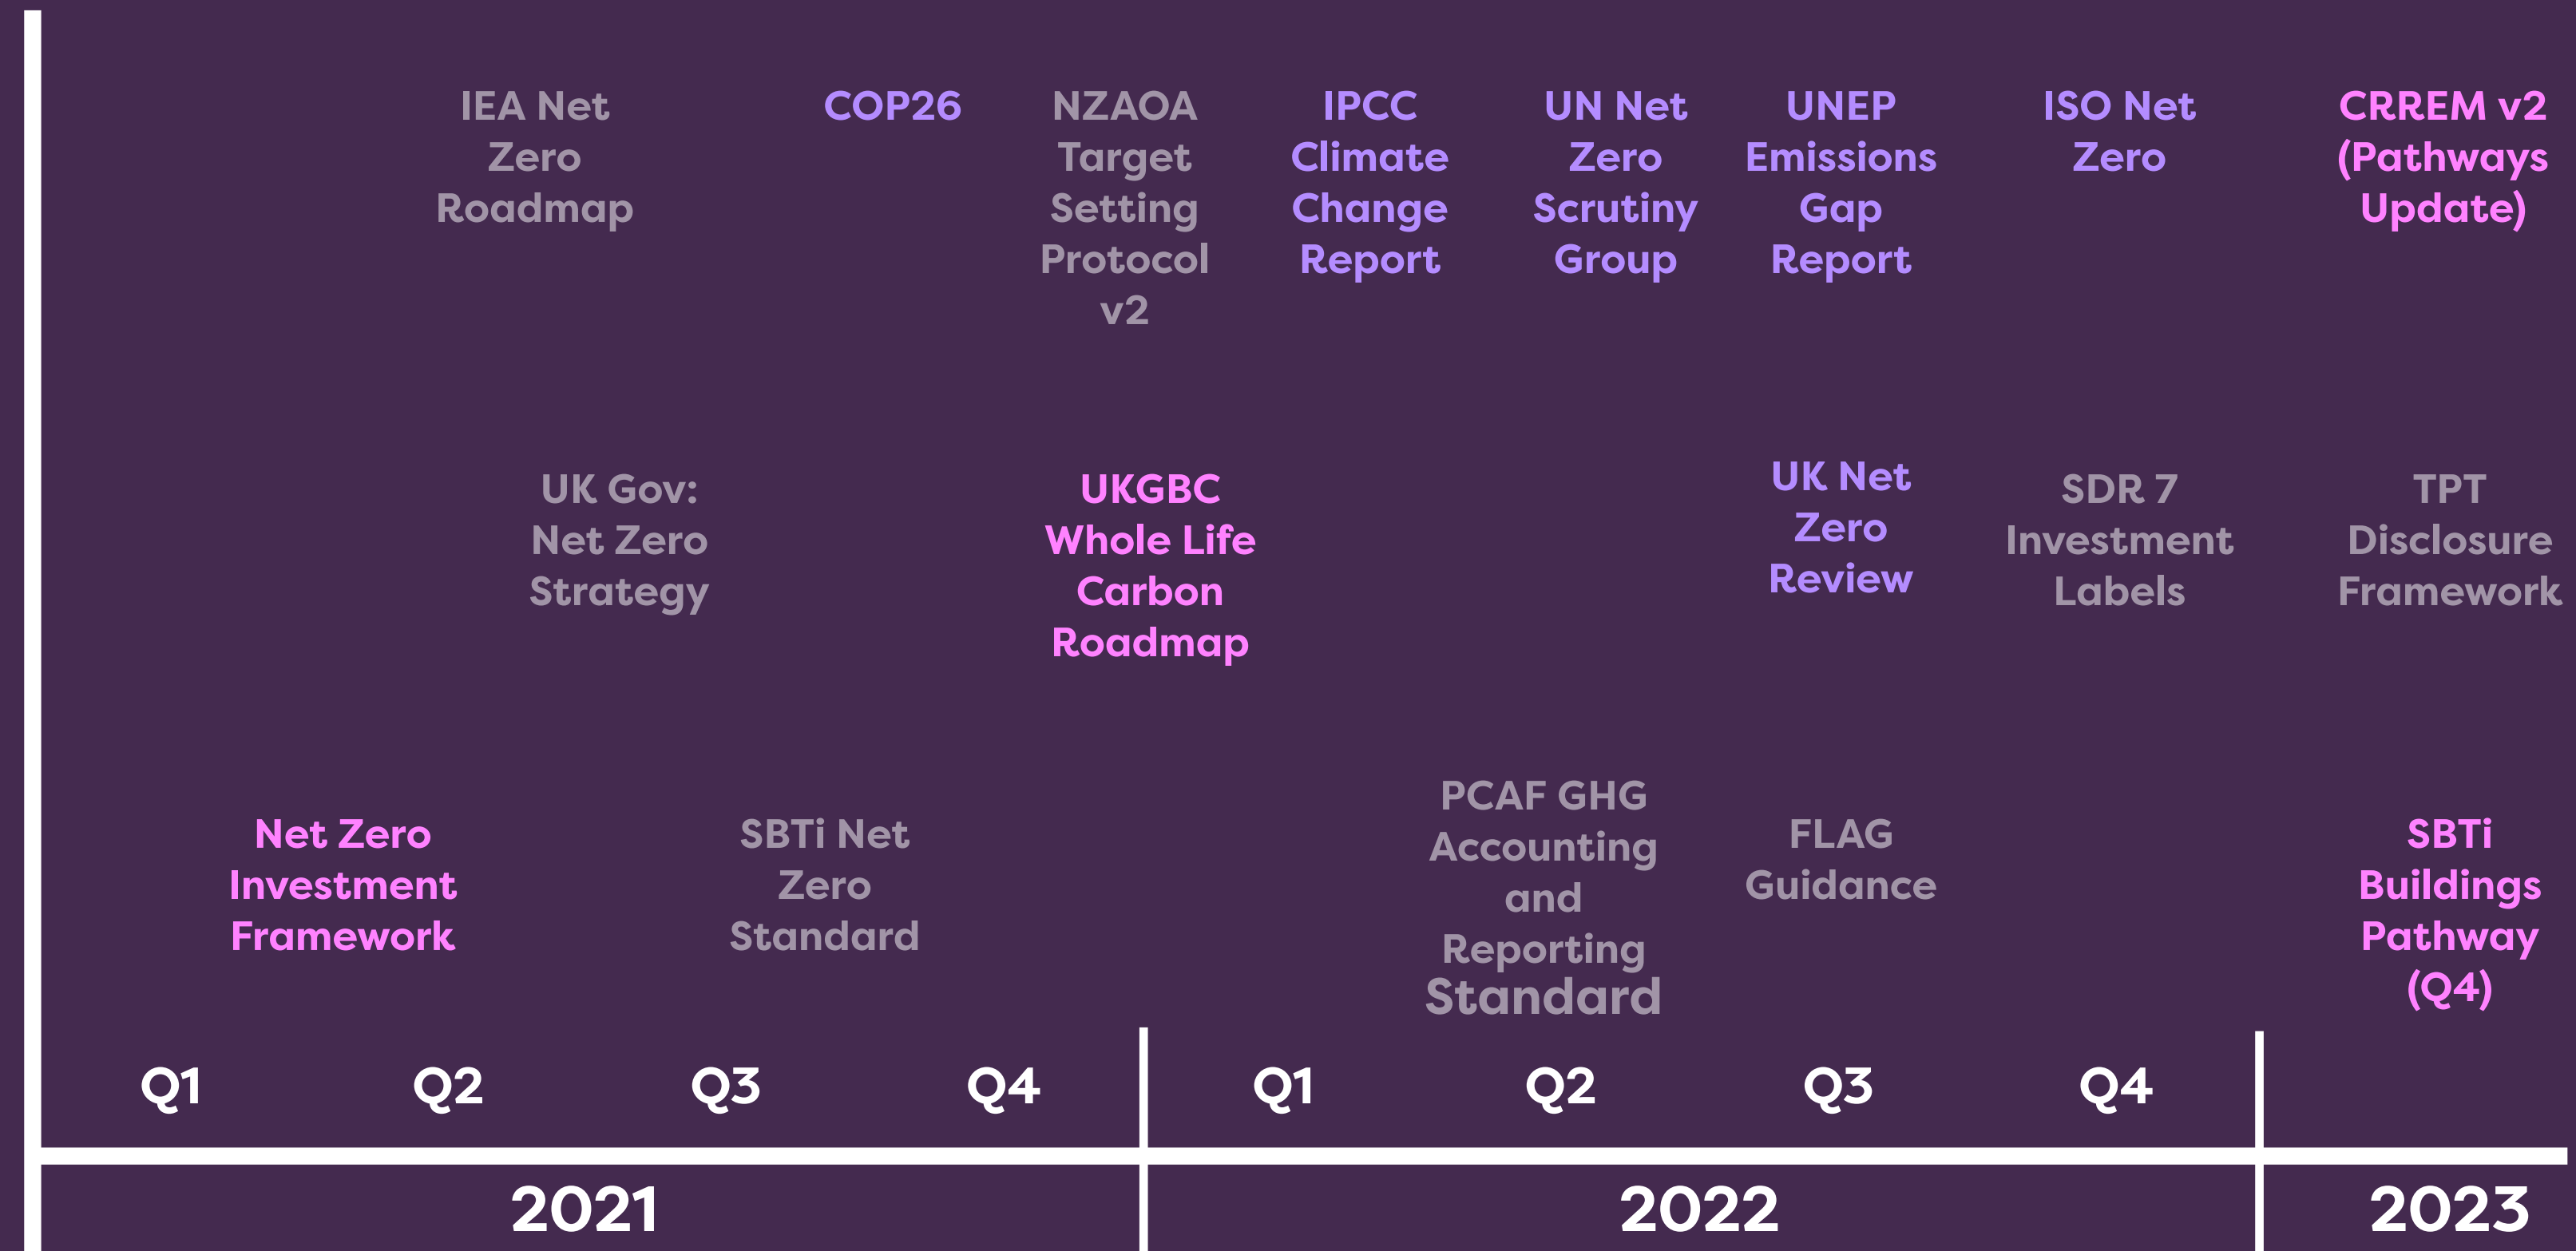 IEA Net
Zero
Roadmap
COP26
NZAOA
Target
Setting
Protocol
v2
IPCC
Climate
Change
Report
UN Net
Zero
Scrutiny
Group
UNEP
Emissions
Gap
Report
ISO Net
Zero
CRREM v2
(Pathways
Update)
UK Gov:
Net Zero
Strategy
UKGBC
Whole Life
Carbon
Roadmap
UK Net
Zero
Review
SDR 7
Investment
Labels
TPT
Disclosure
Framework
Net Zero
Investment
Framework
SBTi Net
Zero
Standard
PCAF GHG
Accounting
and
Reporting
Standard
FLAG
Guidance
SBTi
Buildings
Pathway
(Q4)
Q1 Q2 Q3 Q4 Q1 Q2 Q3 Q4
2021 2022 2023